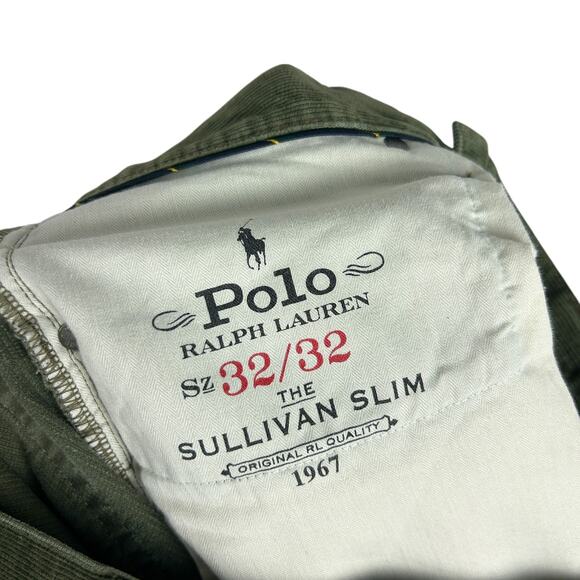 Polo
RALPH LAUREN
Sz 32/32
THE
SULLIVAN SLIM
ORIGINAL RL QUALITY
1967